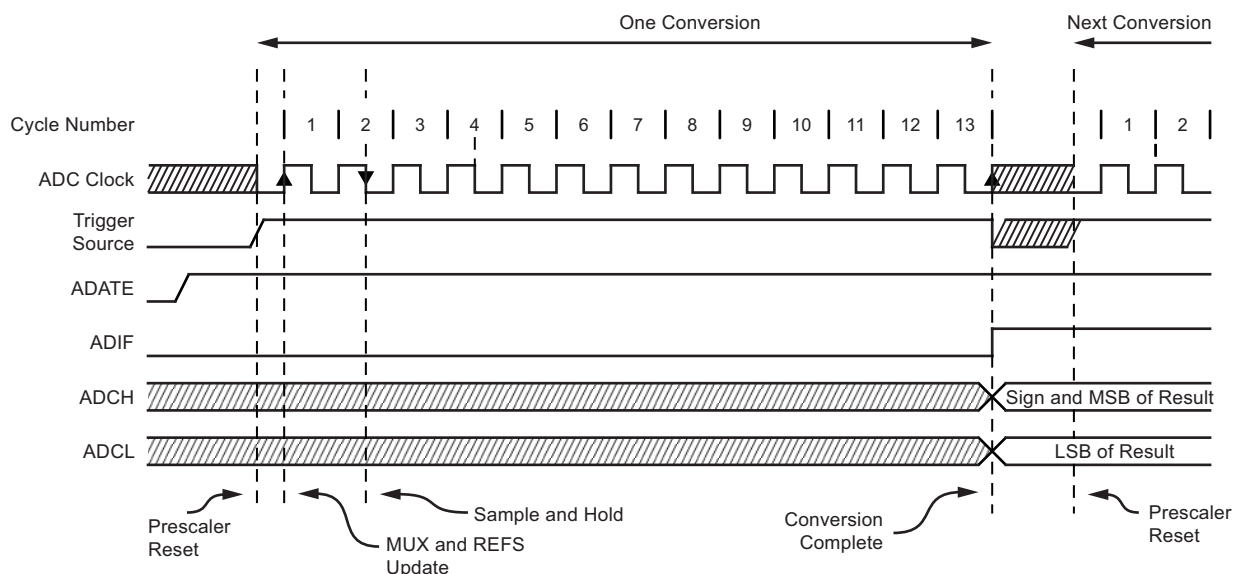 One Conversion
Next Conversion
Cycle Number
1 2 3 4 5 6 7 8 9 10 11 12 13 1 2
ADC Clock
Trigger
Source
ADATE
ADIF
ADCH
Sign and MSB of Result
ADCL
LSB of Result
Prescaler
Reset
MUX and REFS
Update
Sample and Hold
Conversion
Complete
Prescaler
Reset